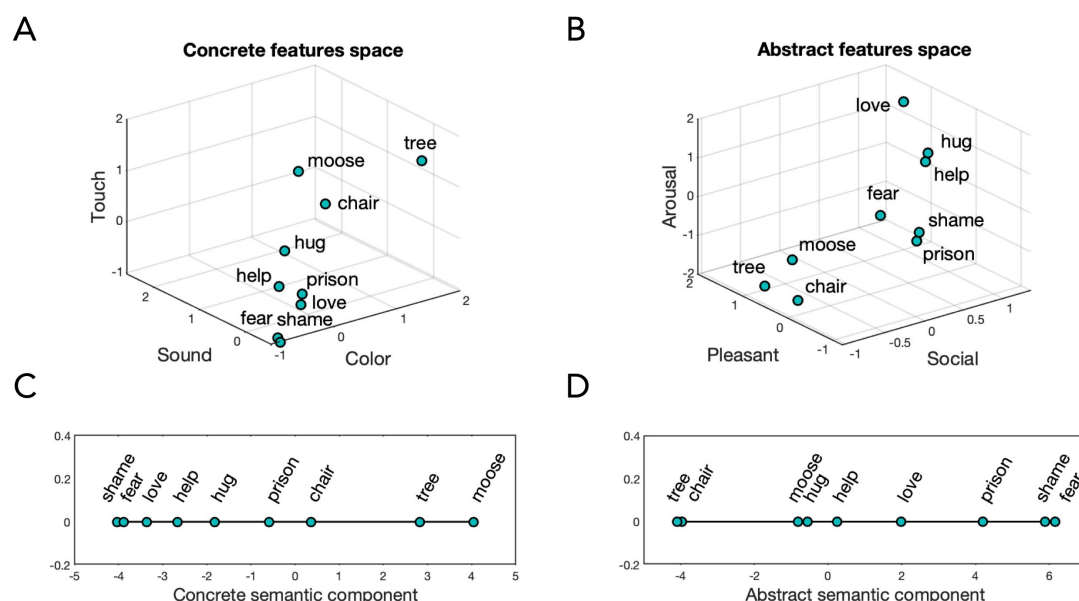 A
Concrete features space
2
1
0
-1
Touch
2
1
0
Sound
-1
0
1
2
Color
tree
moose
chair
hug
help
prison
love
fear
shame
B
Abstract features space
2
1
0
-1
-2
Arousal
2
1
0
-1
Pleasant
-1
-0.5
0
0.5
1
Social
love
hug
help
fear
shame
prison
moose
tree
chair
C
0.4
0.2
0
-0.2
shame
fear
love
help
hug
prison
chair
tree
moose
-5 -4 -3 -2 -1 0 1 2 3 4 5
Concrete semantic component
D
0.4
0.2
0
-0.2
tree
chair
moose
hug
help
love
prison
shame
fear
-4 -2 0 2 4 6
Abstract semantic component